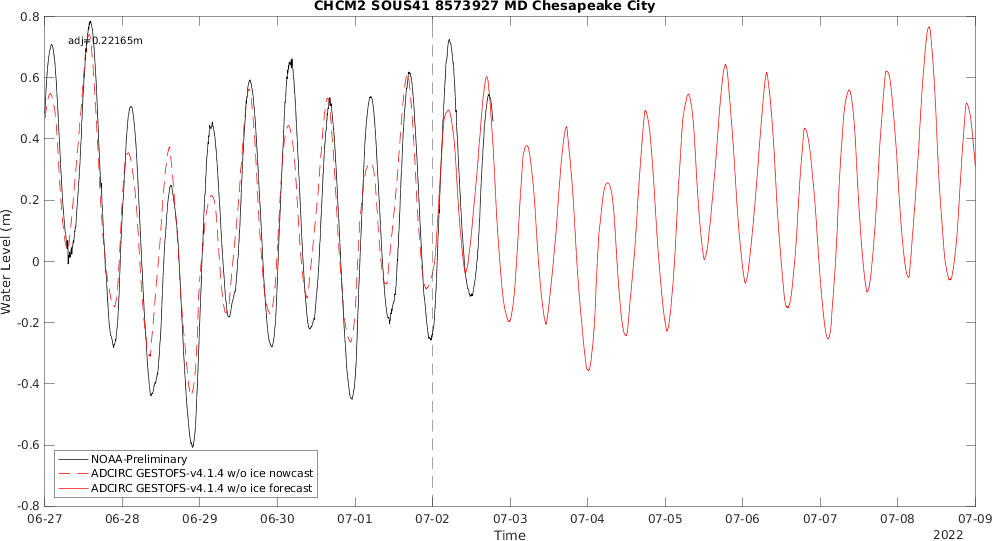 CHCM2 SOUS41 8573927 MD Chesapeake City
adj=0.22165m
Water Level (m)
0.8
0.6
0.4
0.2
0
-0.2
-0.4
-0.6
-0.8
NOAA-Preliminary
ADCIRC GESTOFS-v4.1.4 w/o ice nowcast
ADCIRC GESTOFS-v4.1.4 w/o ice forecast
06-27 06-28 06-29 06-30 07-01 07-02 07-03 07-04 07-05 07-06 07-07 07-08 07-09
Time
2022